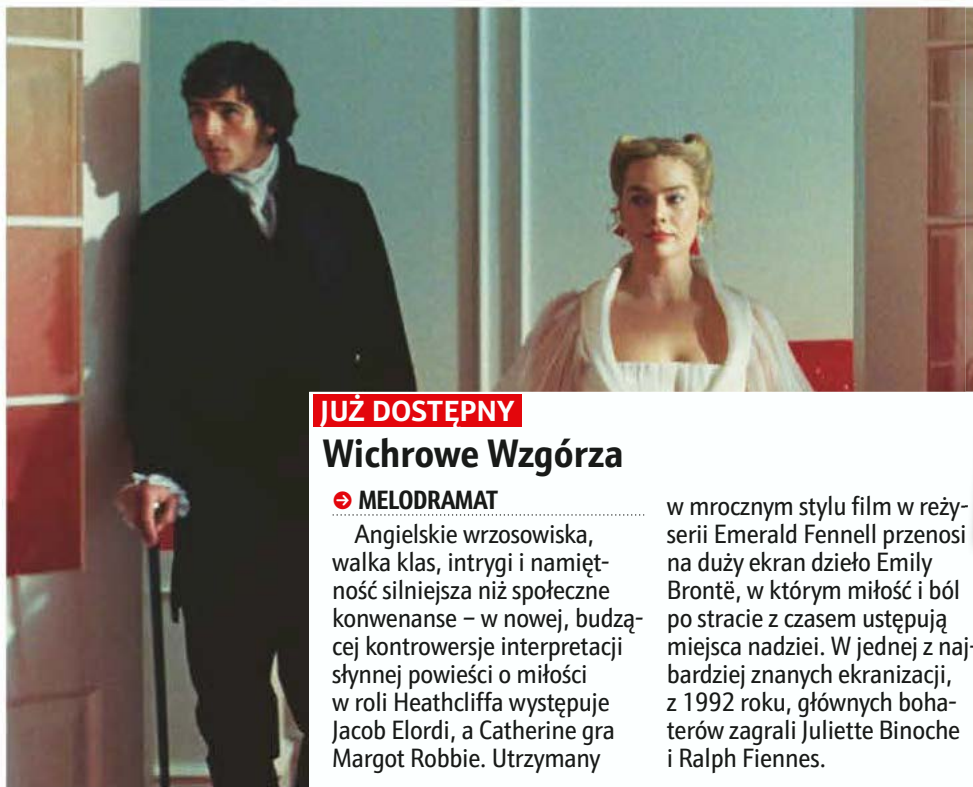 JUŻ DOSTĘPNY
Wichrowe Wzgórza
MELODRAMAT
Angielskie wrzosowiska,
walka klas, intrygi i namięt-
ność silniejsza niż społeczne
konwenanse – w nowej, budzą-
cej kontrowersje interpretacji
słynnej powieści o miłości
w roli Heathcliffa występuje
Jacob Elordi, a Catherine gra
Margot Robbie. Utrzymany
w mrocznym stylu film w reży-
serii Emerald Fennell przenosi
na duży ekran dzieło Emily
Brontë, w którym miłość i ból
po stracie z czasem ustępują
miejsca nadziei. W jednej z naj-
bardziej znanych ekranizacji,
z 1992 roku, głównych boha-
terów zagrali Juliette Binoche
i Ralph Fiennes.